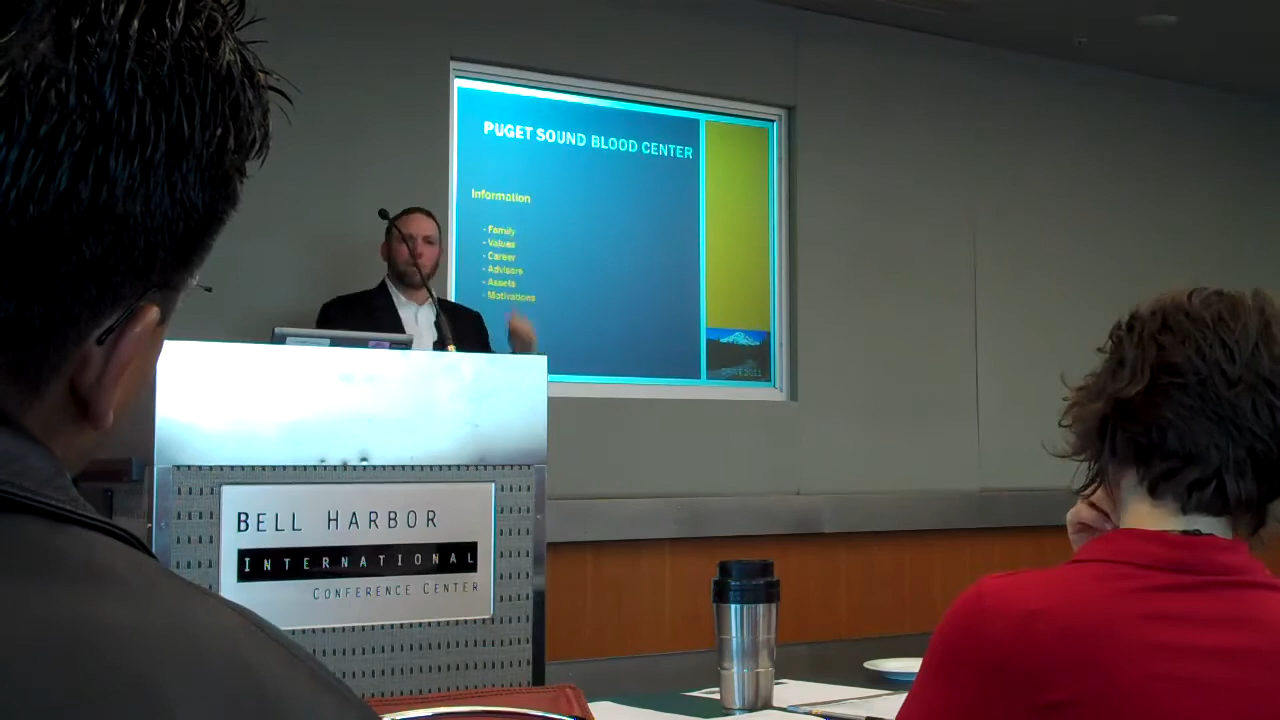 PUGET SOUND BLOOD CENTER
Information
- Family
- Values
- Career
- Advisors
- Assets
- Motivations
BELL HARBOR
INTERNATIONAL
CONFERENCE CENTER